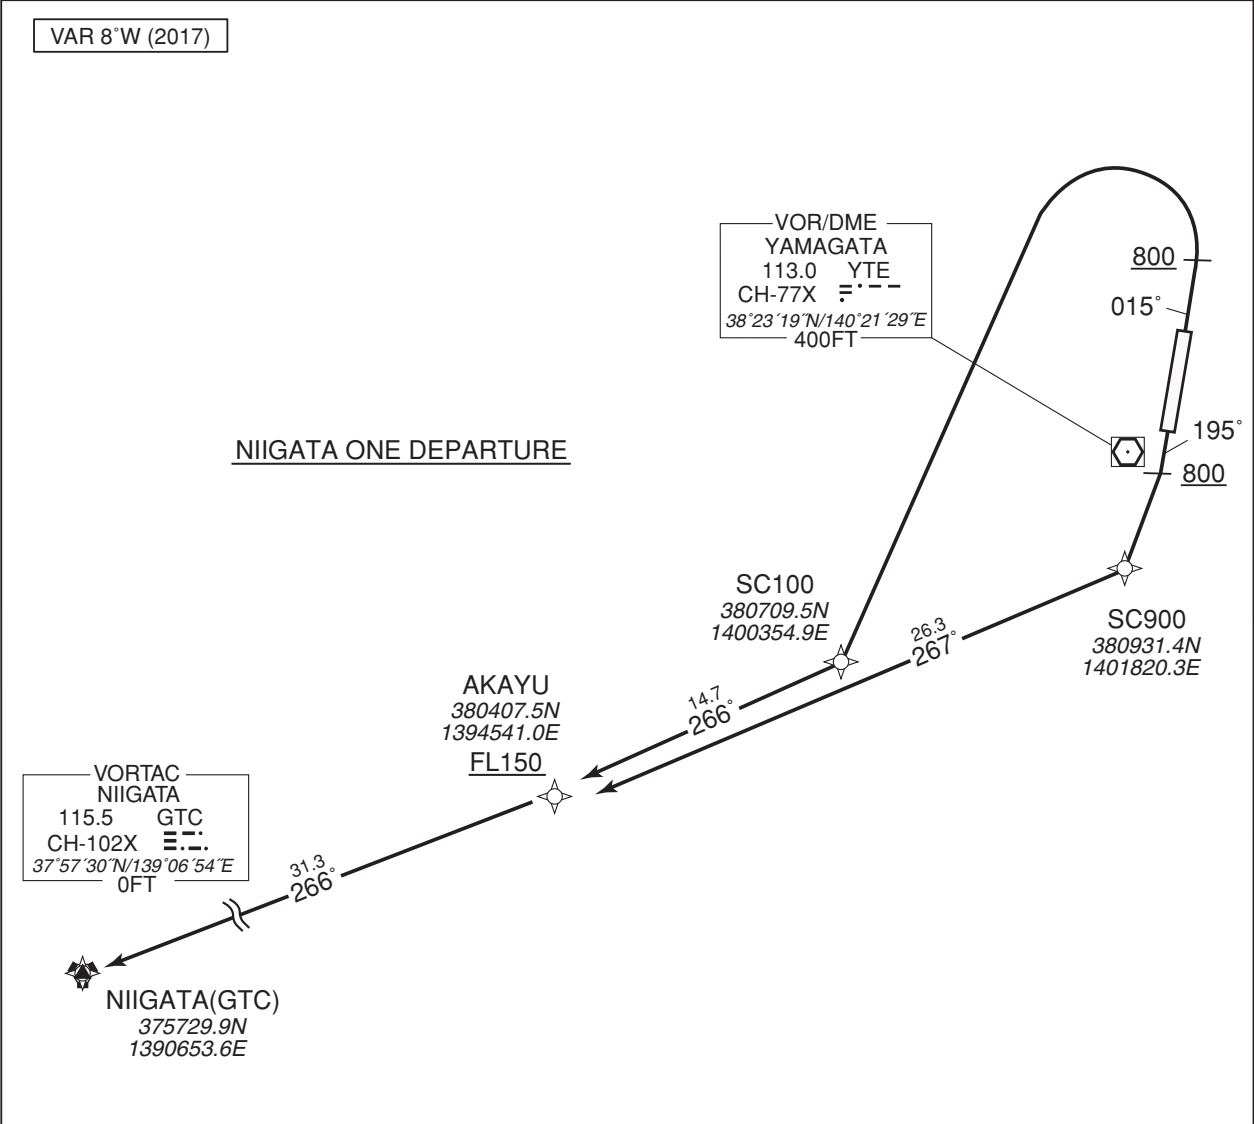 VAR 8˚W (2017)
VOR/DME
YAMAGATA
113.0 YTE
CH-77X
38˚23´19˝N/140˚21´29˝E
400FT
800
015˚
195˚
800
NIIGATA ONE DEPARTURE
SC100
380709.5N
1400354.9E
SC900
380931.4N
1401820.3E
26.3
267˚
14.7
266˚
AKAYU
380407.5N
1394541.0E
FL150
VORTAC
NIIGATA
115.5 GTC
CH-102X
37˚57´30˝N/139˚06´54˝E
0FT
31.3
266˚
NIIGATA(GTC)
375729.9N
1390653.6E